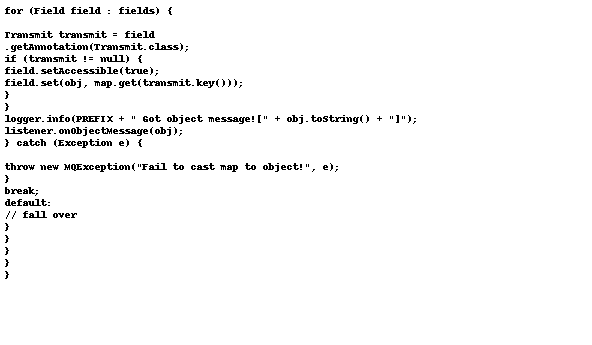 for (Field field : fields) {
Transmit transmit = field
.getAnnotation(Transmit.class);
if (transmit != null) {
field.setAccessible(true);
field.set(obj, map.get(transmit.key()));
}
}
logger.info(PREFIX + " Got object message![" + obj.toString() + "]");
listener.onObjectMessage(obj);
} catch (Exception e) {
throw new MQException("Fail to cast map to object!", e);
}
break;
default:
// fall over
}
}
}
}
}